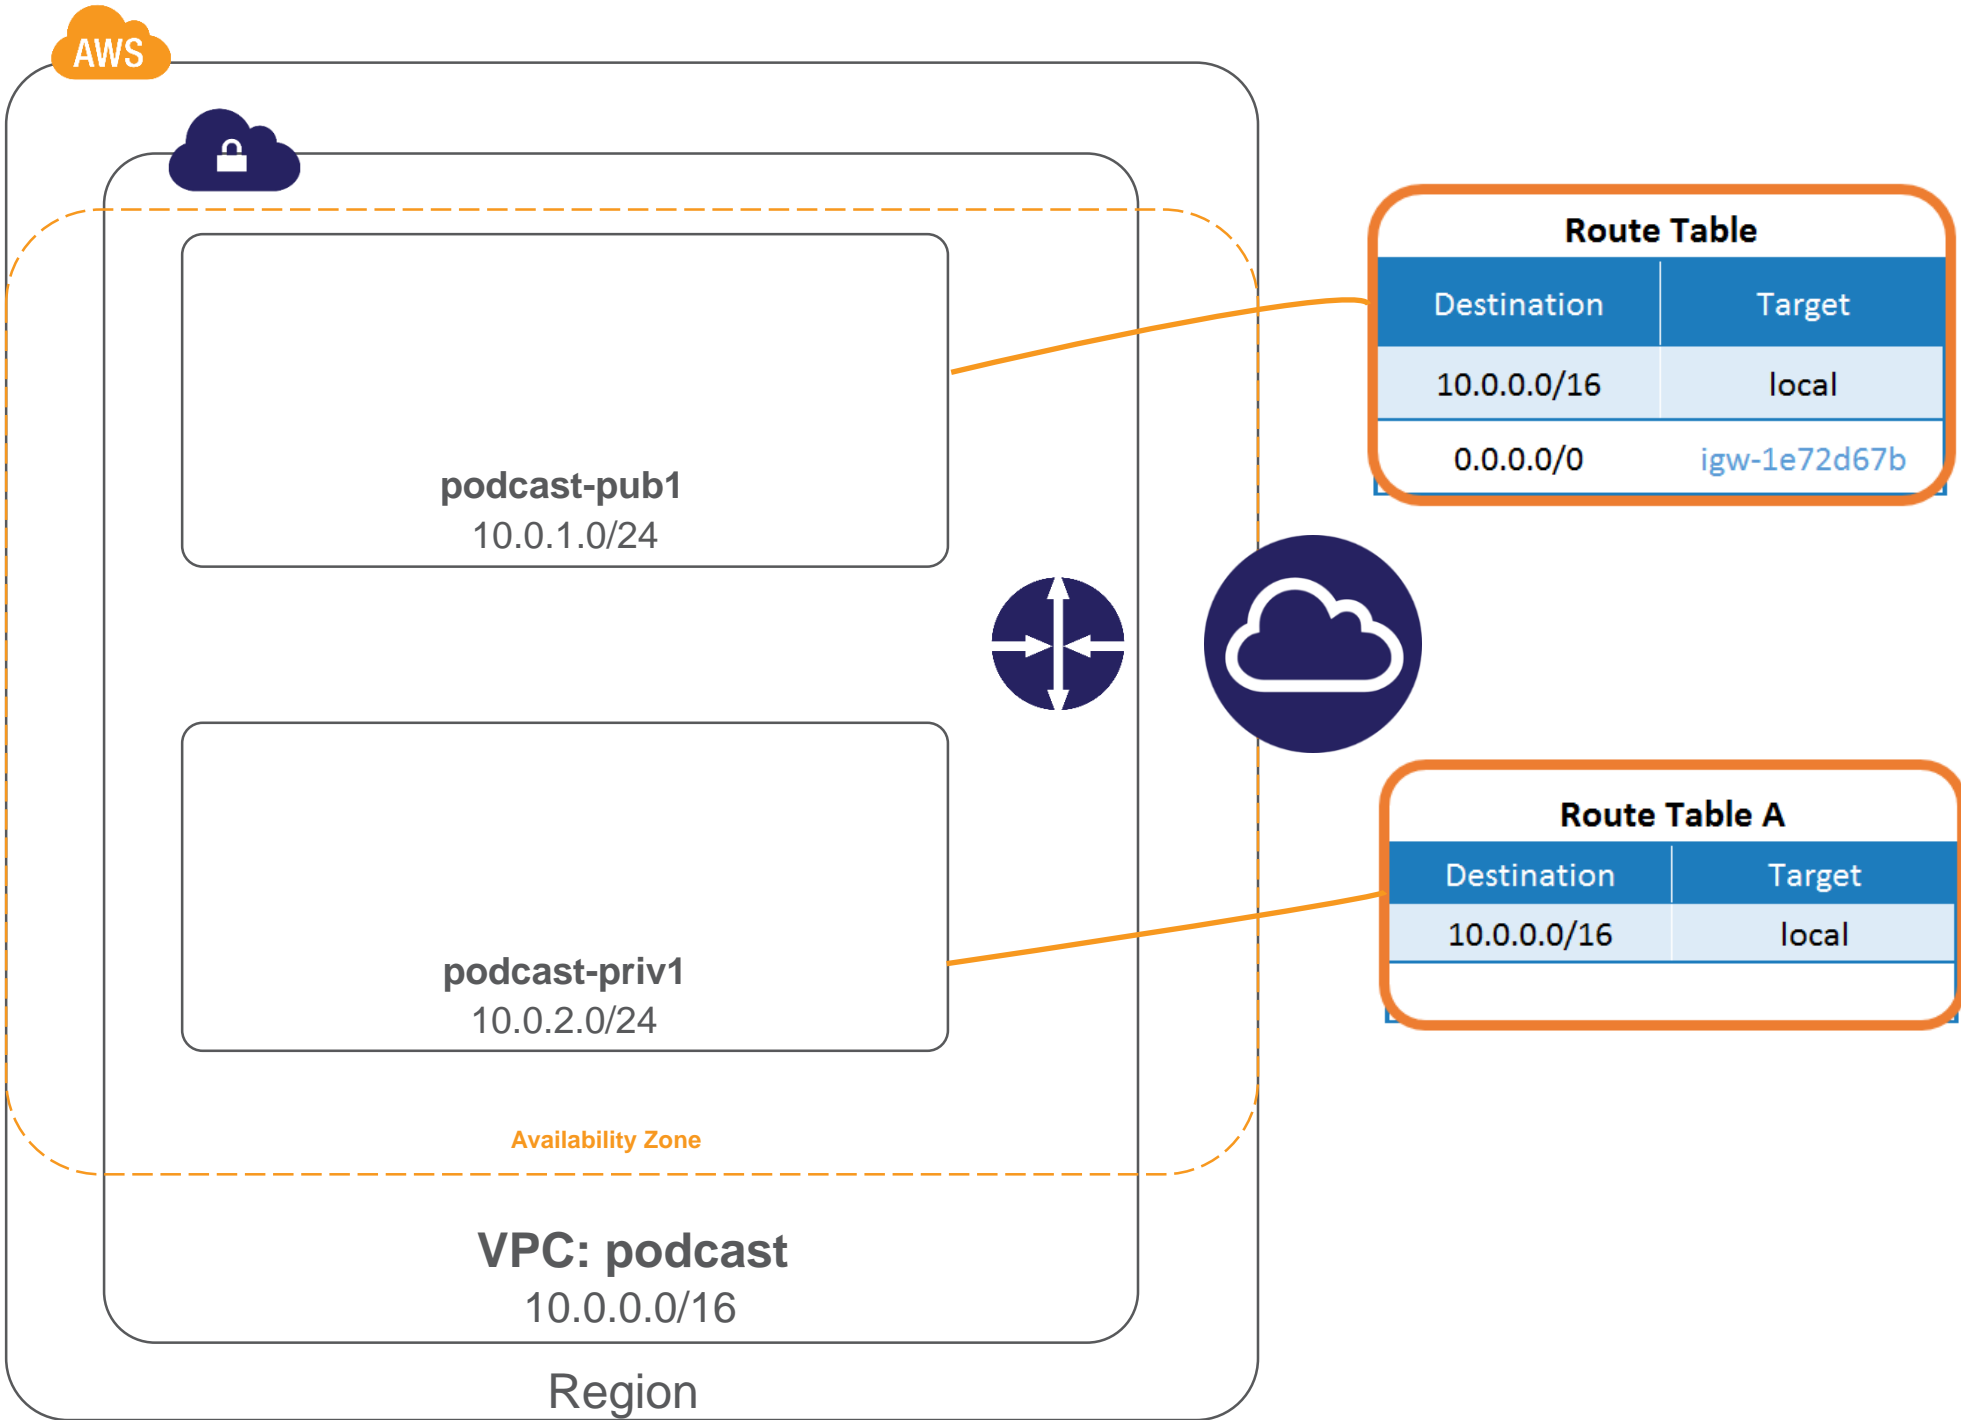 AWS
podcast-pub1
10.0.1.0/24
podcast-priv1
10.0.2.0/24
Availability Zone
VPC: podcast
10.0.0.0/16
Region
Route Table
Destination Target
10.0.0.0/16 local
0.0.0.0/0 igw-1e72d67b
Route Table A
Destination Target
10.0.0.0/16 local